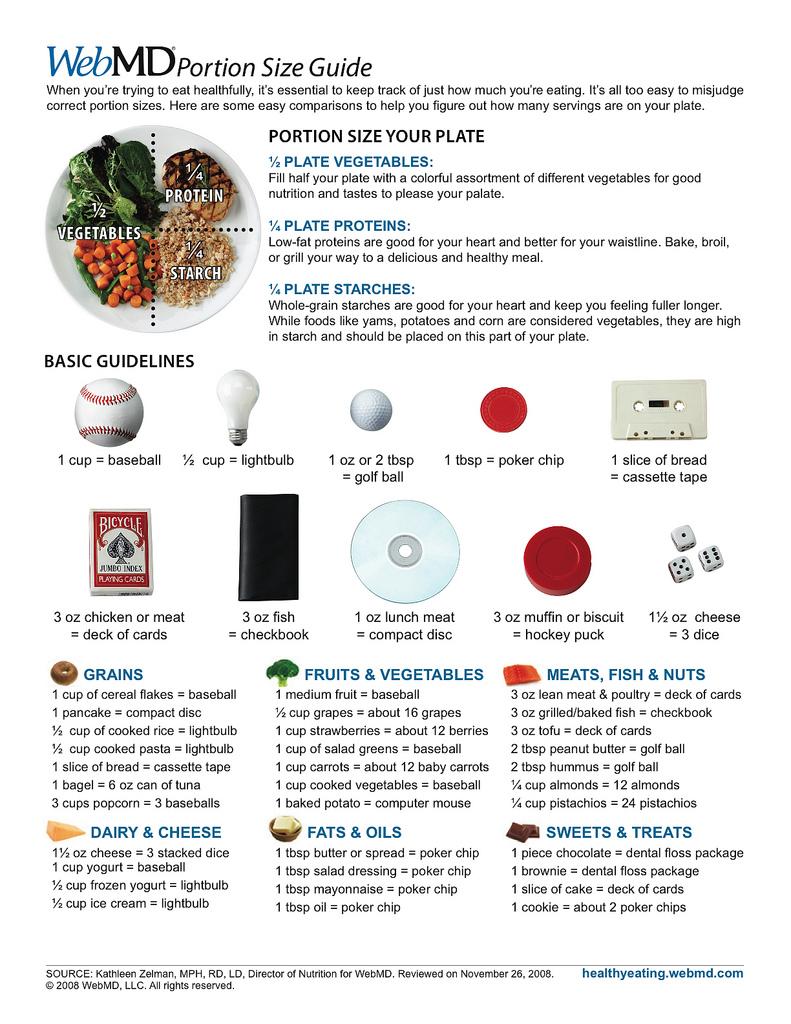 WebMD Portion Size Guide
When you're trying to eat healthfully, it's essential to keep track of just how much you're eating. It's all too easy to misjudge
correct portion sizes. Here are some easy comparisons to help you figure out how many servings are on your plate.
½
VEGETABLES
¼
PROTEIN
¼
STARCH
PORTION SIZE YOUR PLATE
½ PLATE VEGETABLES:
Fill half your plate with a colorful assortment of different vegetables for good
nutrition and tastes to please your palate.
¼ PLATE PROTEINS:
Low-fat proteins are good for your heart and better for your waistline. Bake, broil,
or grill your way to a delicious and healthy meal.
¼ PLATE STARCHES:
Whole-grain starches are good for your heart and keep you feeling fuller longer.
While foods like yams, potatoes and corn are considered vegetables, they are high
in starch and should be placed on this part of your plate.
BASIC GUIDELINES
1 cup = baseball
½ cup = lightbulb
1 oz or 2 tbsp
= golf ball
1 tbsp = poker chip
1 slice of bread
= cassette tape
BICYCLE
JUMBO INDEX
PLAYING CARDS
3 oz chicken or meat
= deck of cards
3 oz fish
= checkbook
1 oz lunch meat
= compact disc
3 oz muffin or biscuit
= hockey puck
1½ oz cheese
= 3 dice
GRAINS
1 cup of cereal flakes = baseball
1 pancake = compact disc
½ cup of cooked rice = lightbulb
½ cup cooked pasta = lightbulb
1 slice of bread = cassette tape
1 bagel = 6 oz can of tuna
3 cups popcorn = 3 baseballs
FRUITS & VEGETABLES
1 medium fruit = baseball
½ cup grapes = about 16 grapes
1 cup strawberries = about 12 berries
1 cup of salad greens = baseball
1 cup carrots = about 12 baby carrots
1 cup cooked vegetables = baseball
1 baked potato = computer mouse
MEATS, FISH & NUTS
3 oz lean meat & poultry = deck of cards
3 oz grilled/baked fish = checkbook
3 oz tofu = deck of cards
2 tbsp peanut butter = golf ball
2 tbsp hummus = golf ball
¼ cup almonds = 12 almonds
¼ cup pistachios = 24 pistachios
DAIRY & CHEESE
1½ oz cheese = 3 stacked dice
1 cup yogurt = baseball
½ cup frozen yogurt = lightbulb
½ cup ice cream = lightbulb
FATS & OILS
1 tbsp butter or spread = poker chip
1 tbsp salad dressing = poker chip
1 tbsp mayonnaise = poker chip
1 tbsp oil = poker chip
SWEETS & TREATS
1 piece chocolate = dental floss package
1 brownie = dental floss package
1 slice of cake = deck of cards
1 cookie = about 2 poker chips
SOURCE: Kathleen Zelman, MPH, RD, LD, Director of Nutrition for WebMD. Reviewed on November 26, 2008.
© 2008 WebMD, LLC. All rights reserved.
healthyeating.webmd.com